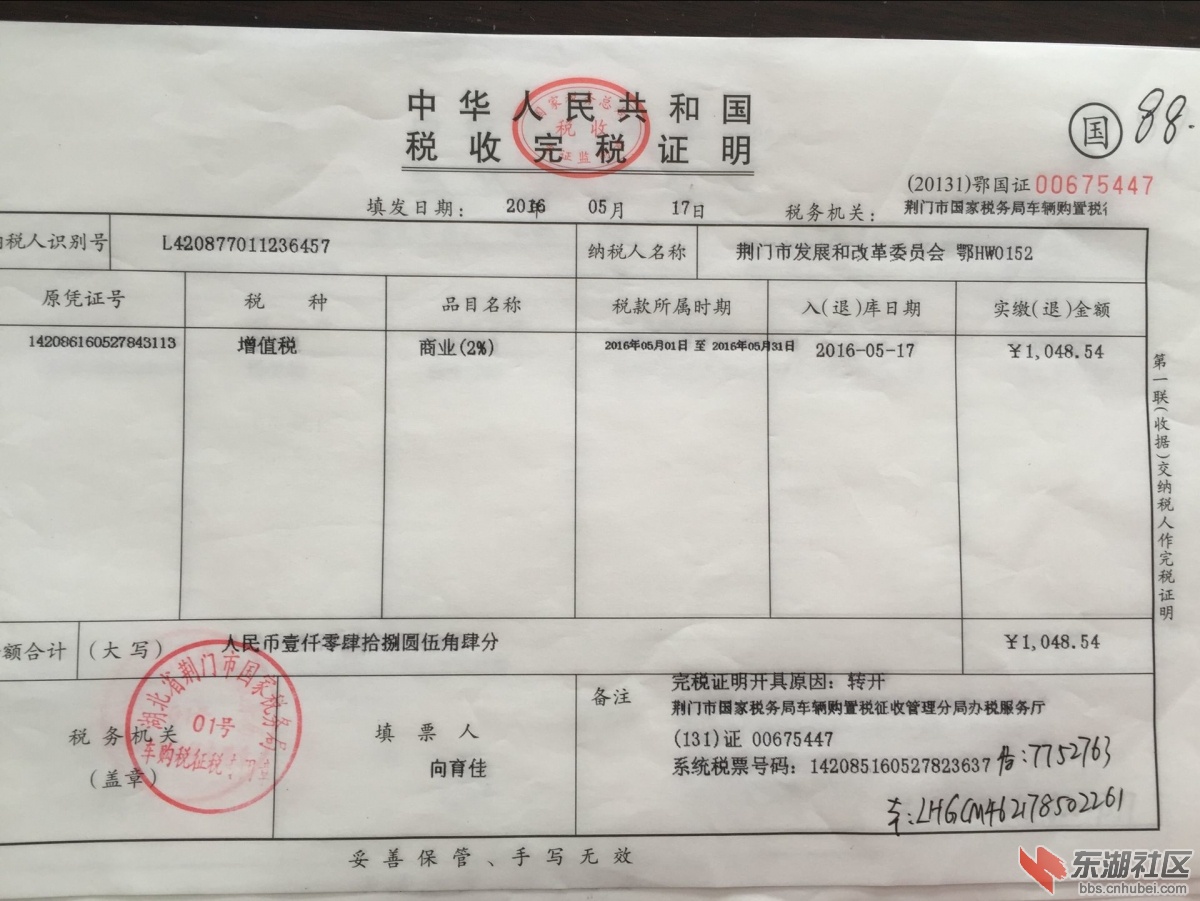 中华人民共和国
税收完税证明
国 88.
(20131)鄂国证 00675447
填发日期： 2016年 05月 17日 税务机关： 荆门市国家税务局车辆购置税征
纳税人识别号 L420877011236457 纳税人名称 荆门市发展和改革委员会 鄂HW0152
原凭证号 税 种 品目名称 税款所属时期 入(退)库日期 实缴(退)金额
142086160527843113 增值税 商业(2%) 2016年05月01日 至 2016年05月31日 2016-05-17 ￥1,048.54
额合计 (大写) 人民币壹仟零肆拾捌圆伍角肆分 ￥1,048.54
税务机关
(盖章)
湖北省荆门市国家税务局
01号
车购税征税
填票人
向育佳
备注
完税证明开具原因：转开
荆门市国家税务局车辆购置税征收管理分局办税服务厅
(131)证 00675447
系统税票号码：142085160527823637
7752763
车:LHGCM462178502261
第一联(收据)交纳税人作完税证明
妥善保管、手写无效
东湖社区
bbs.cnhubei.com